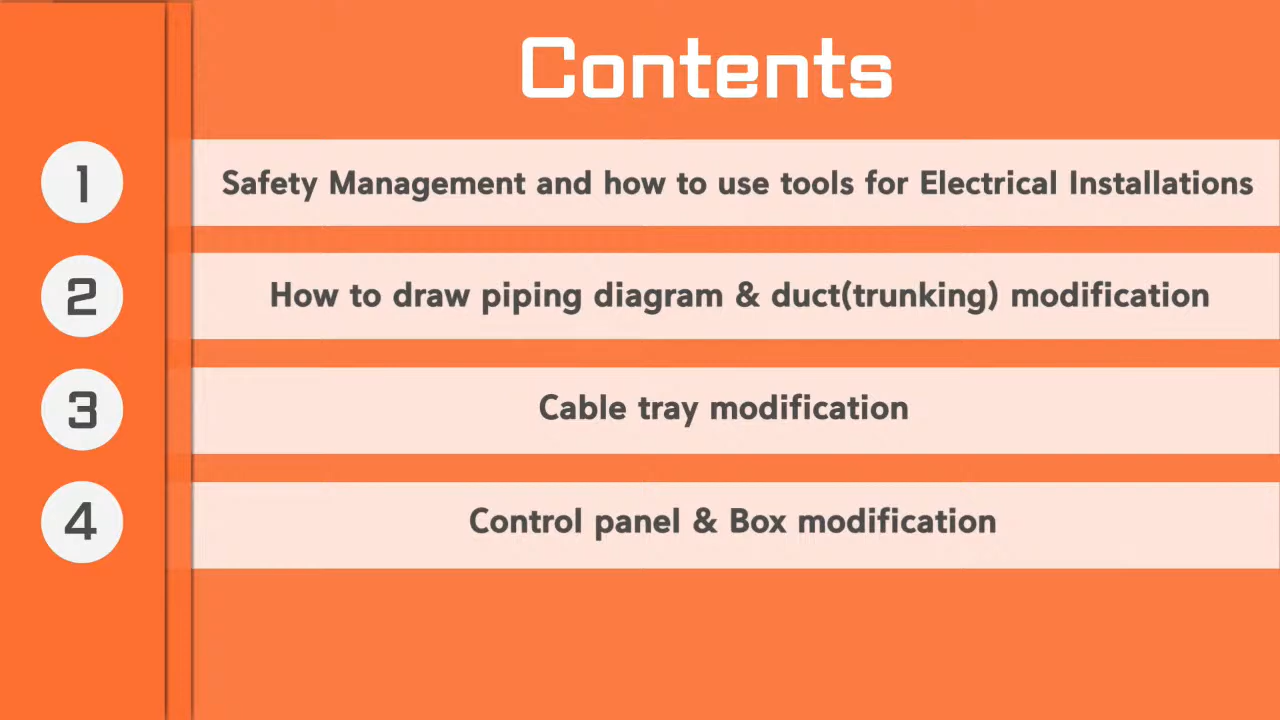 Contents
1 Safety Management and how to use tools for Electrical Installations
2 How to draw piping diagram & duct(trunking) modification
3 Cable tray modification
4 Control panel & Box modification